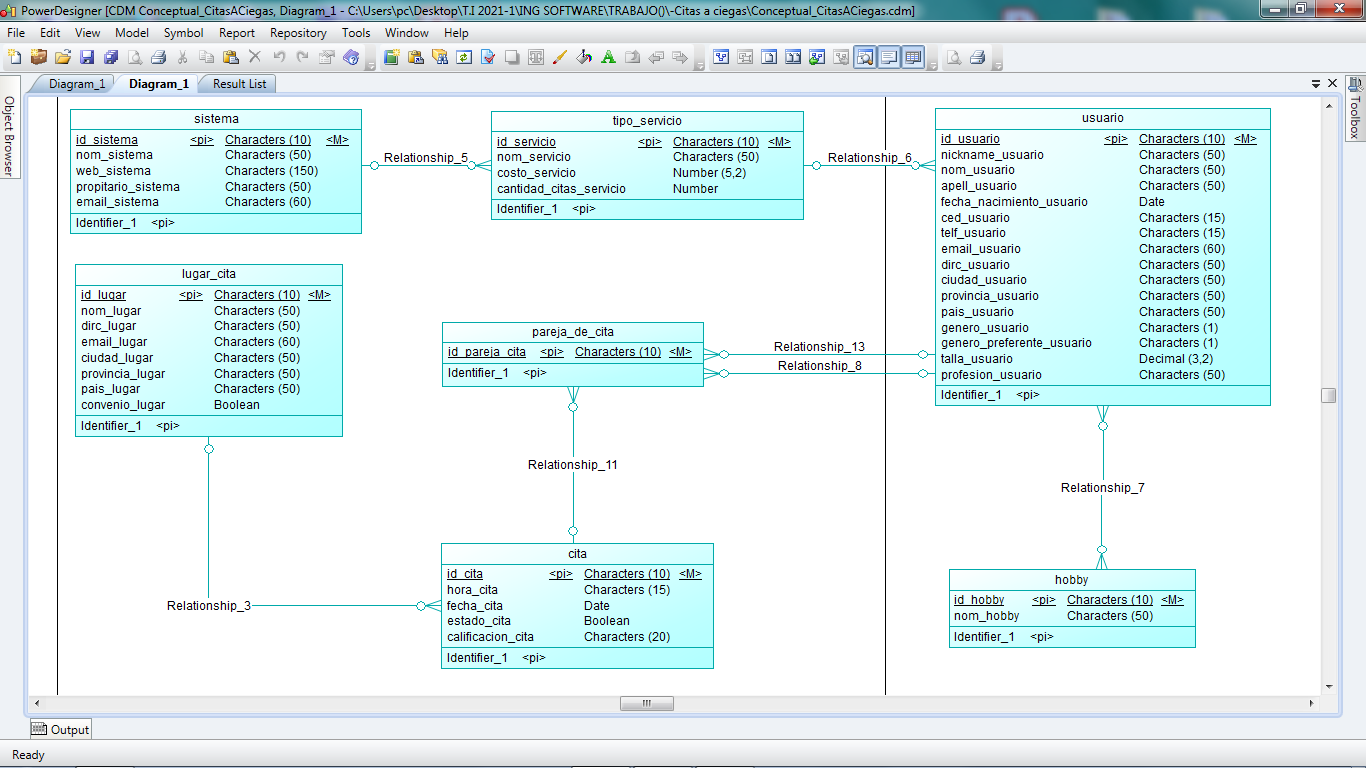 PowerDesigner [CDM Conceptual_CitasACiegas, Diagram_1 - C:\Users\pc\Desktop\T.I 2021-1\ING SOFTWARE\TRABAJO()\-Citas a ciegas\Conceptual_CitasACiegas.cdm]
File Edit View Model Symbol Report Repository Tools Window Help
Diagram_1 Diagram_1 Result List
Object Browser
Toolbox
sistema
id_sistema <pi> Characters (10) <M>
nom_sistema Characters (50)
web_sistema Characters (150)
propitario_sistema Characters (50)
email_sistema Characters (60)
Identifier_1 <pi>
Relationship_5
tipo_servicio
id_servicio <pi> Characters (10) <M>
nom_servicio Characters (50)
costo_servicio Number (5,2)
cantidad_citas_servicio Number
Identifier_1 <pi>
Relationship_6
usuario
id_usuario <pi> Characters (10) <M>
nickname_usuario Characters (50)
nom_usuario Characters (50)
apell_usuario Characters (50)
fecha_nacimiento_usuario Date
ced_usuario Characters (15)
telf_usuario Characters (15)
email_usuario Characters (60)
dirc_usuario Characters (50)
ciudad_usuario Characters (50)
provincia_usuario Characters (50)
pais_usuario Characters (50)
genero_usuario Characters (1)
genero_preferente_usuario Characters (1)
talla_usuario Decimal (3,2)
profesion_usuario Characters (50)
Identifier_1 <pi>
lugar_cita
id_lugar <pi> Characters (10) <M>
nom_lugar Characters (50)
dirc_lugar Characters (50)
email_lugar Characters (60)
ciudad_lugar Characters (50)
provincia_lugar Characters (50)
pais_lugar Characters (50)
convenio_lugar Boolean
Identifier_1 <pi>
pareja_de_cita
id_pareja_cita <pi> Characters (10) <M>
Identifier_1 <pi>
Relationship_13
Relationship_8
Relationship_11
Relationship_7
Relationship_3
cita
id_cita <pi> Characters (10) <M>
hora_cita Characters (15)
fecha_cita Date
estado_cita Boolean
calificacion_cita Characters (20)
Identifier_1 <pi>
hobby
id_hobby <pi> Characters (10) <M>
nom_hobby Characters (50)
Identifier_1 <pi>
Output
Ready